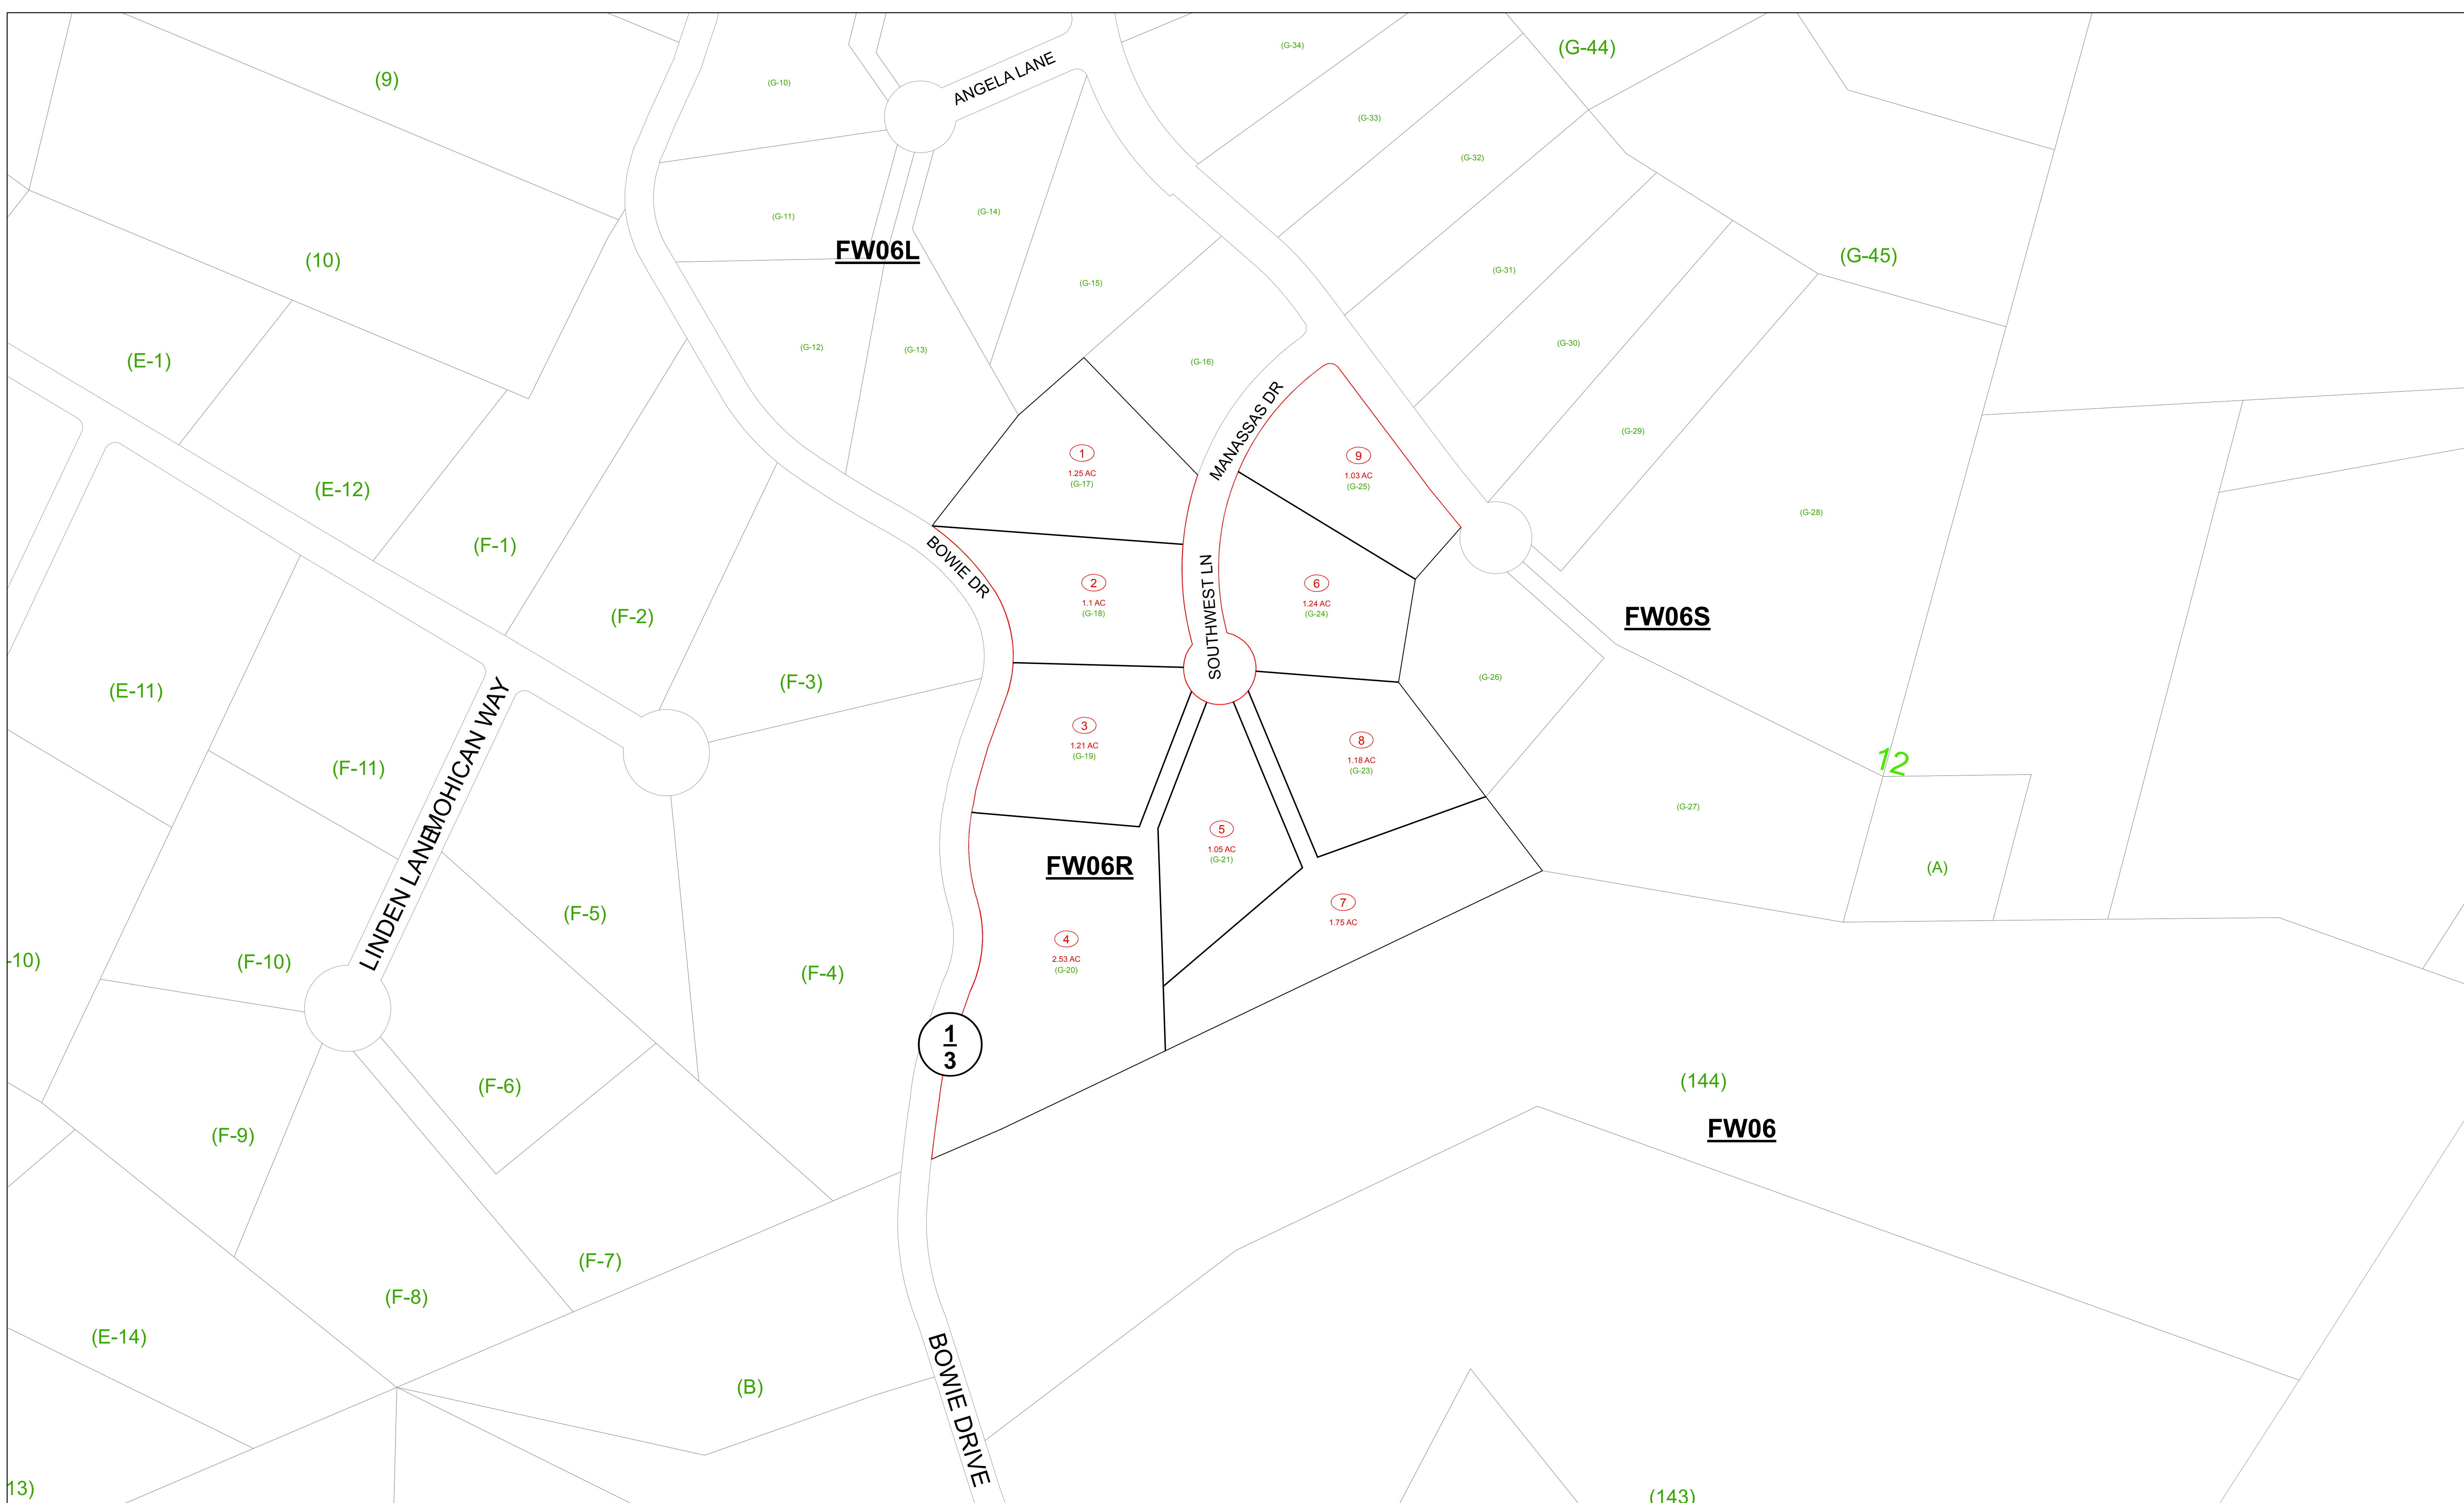 (G-34)
(G-44)
(9)
(G-10)
ANGELA LANE
(G-33)
(G-32)
(G-11)
(G-14)
FW06L
(10)
(G-45)
(G-31)
(G-15)
(G-30)
(G-12)
(G-13)
(G-16)
(E-1)
MANASSAS DR
(G-29)
1
1.25 AC
(G-17)
9
1.03 AC
(G-25)
(E-12)
(G-28)
(F-1)
BOWIE DR
2
1.1 AC
(G-18)
6
1.24 AC
(G-24)
SOUTHWEST LN
(F-2)
FW06S
(E-11)
(F-3)
(G-26)
3
1.21 AC
(G-19)
8
1.18 AC
(G-23)
MOHICAN WAY
(F-11)
12
(G-27)
5
1.05 AC
(G-21)
FW06R
(A)
LINDEN LANE
(F-5)
7
1.75 AC
4
2.53 AC
(G-20)
-10)
(F-10)
(F-4)
1
3
(F-6)
(144)
FW06
(F-9)
(F-7)
(F-8)
(E-14)
(B)
BOWIE DRIVE
13)
(143)